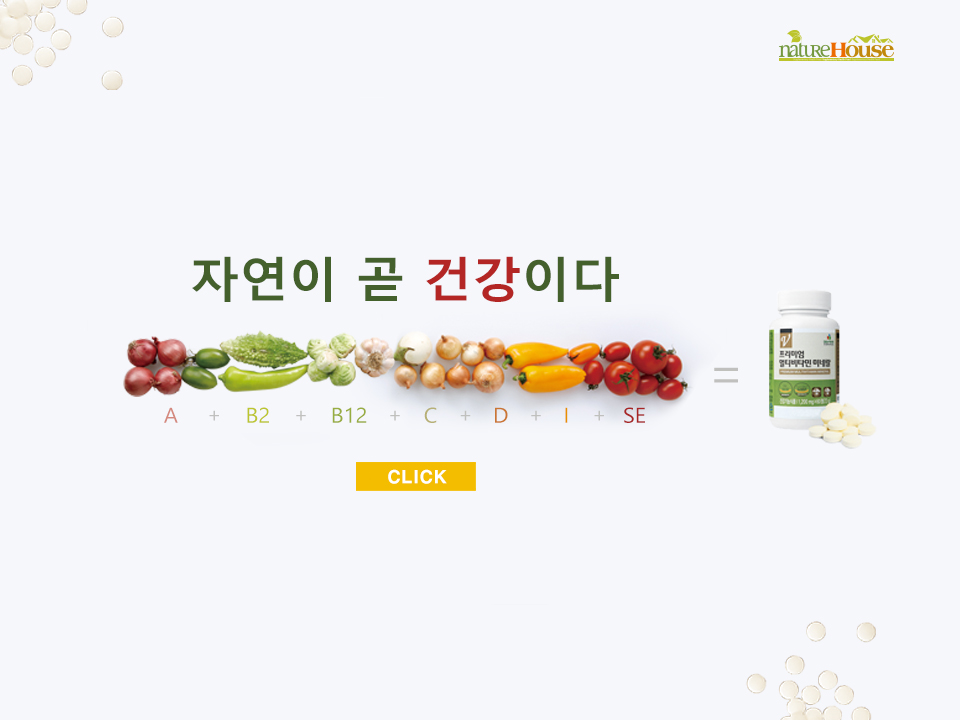 natureHouse
자연이 곧 건강이다
프리미엄
멀티비타민 미네랄
A + B2 + B12 + C + D + I + SE =
CLICK